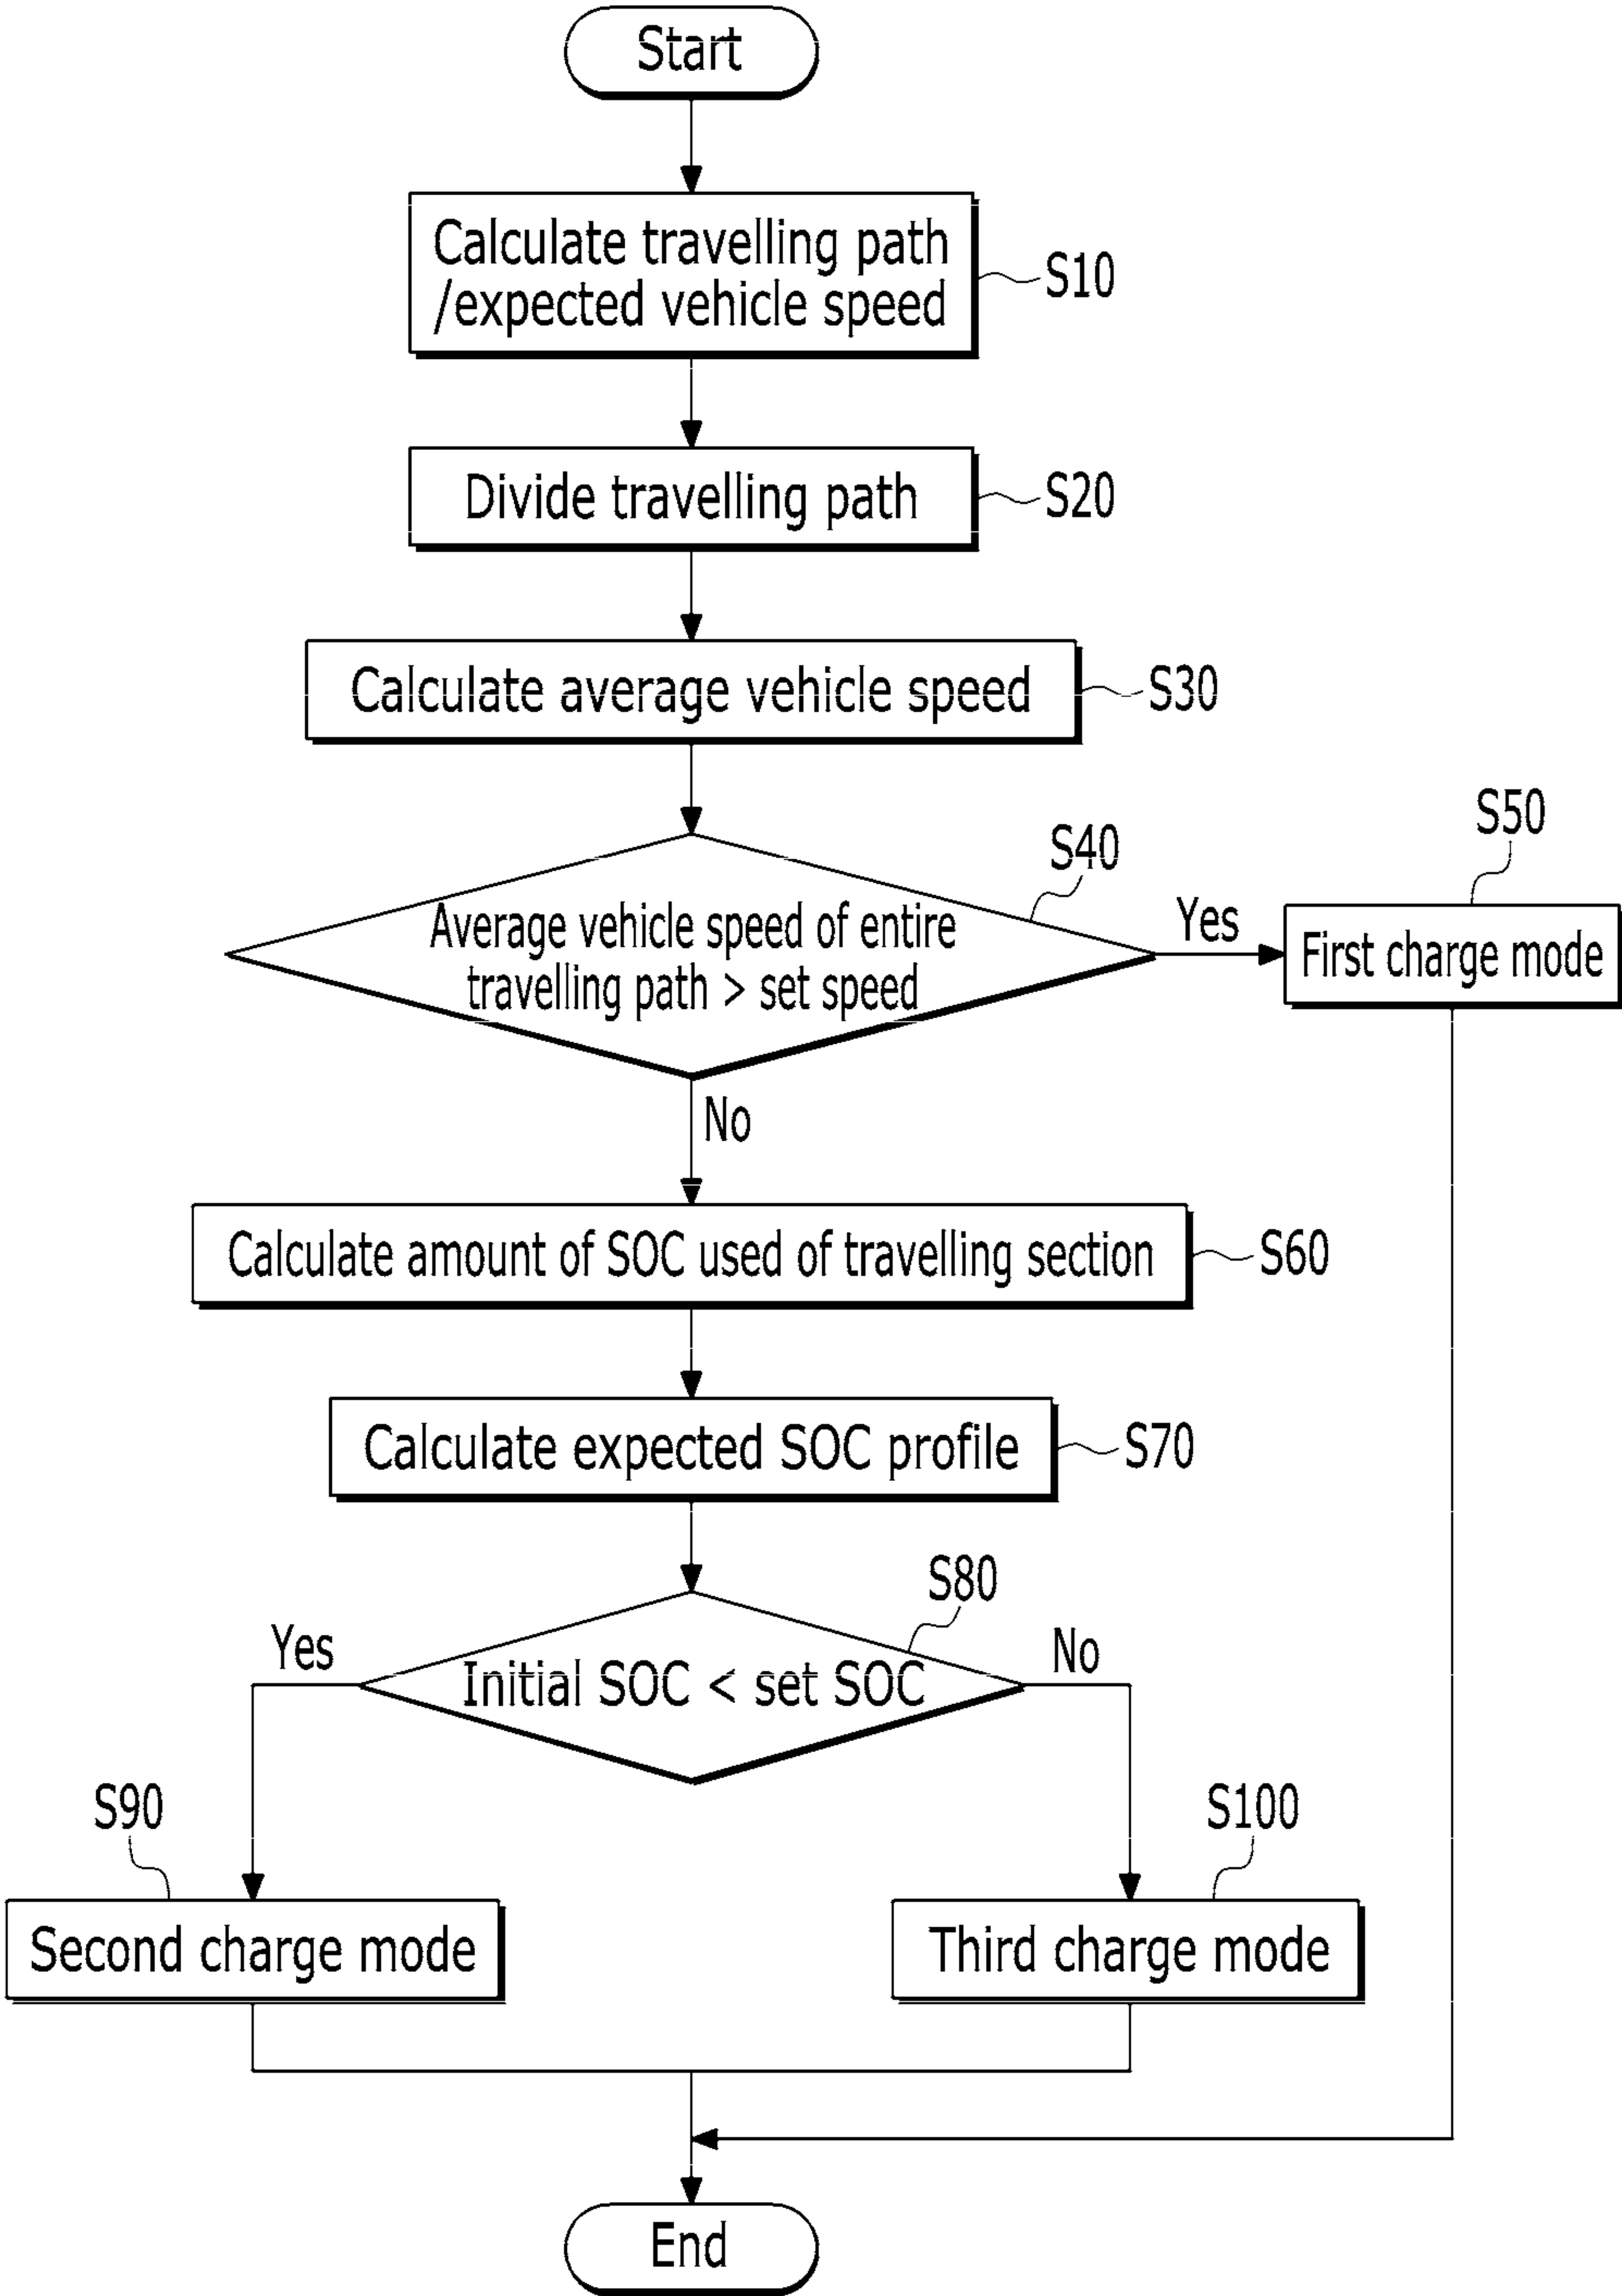 Start
Calculate travelling path
/expected vehicle speed
S10
Divide travelling path
S20
Calculate average vehicle speed
S30
S40
Average vehicle speed of entire
travelling path > set speed
Yes
S50
First charge mode
No
Calculate amount of SOC used of travelling section
S60
Calculate expected SOC profile
S70
S80
Initial SOC < set SOC
Yes
No
S90
Second charge mode
S100
Third charge mode
End